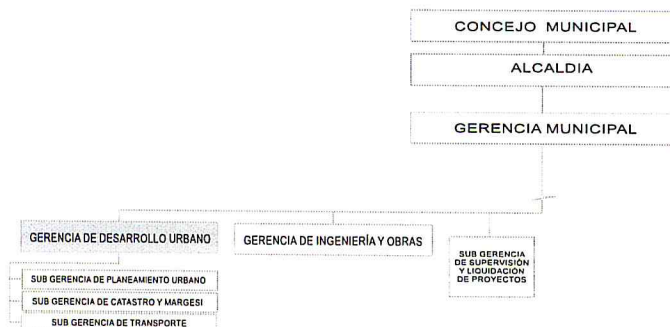 CONCEJO MUNICIPAL
ALCALDIA
GERENCIA MUNICIPAL
GERENCIA DE DESARROLLO URBANO
GERENCIA DE INGENIERÍA Y OBRAS
SUB GERENCIA
DE SUPERVISIÓN
Y LIQUIDACIÓN
DE PROYECTOS
SUB GERENCIA DE PLANEAMIENTO URBANO
SUB GERENCIA DE CATASTRO Y MARGESI
SUB GERENCIA DE TRANSPORTE